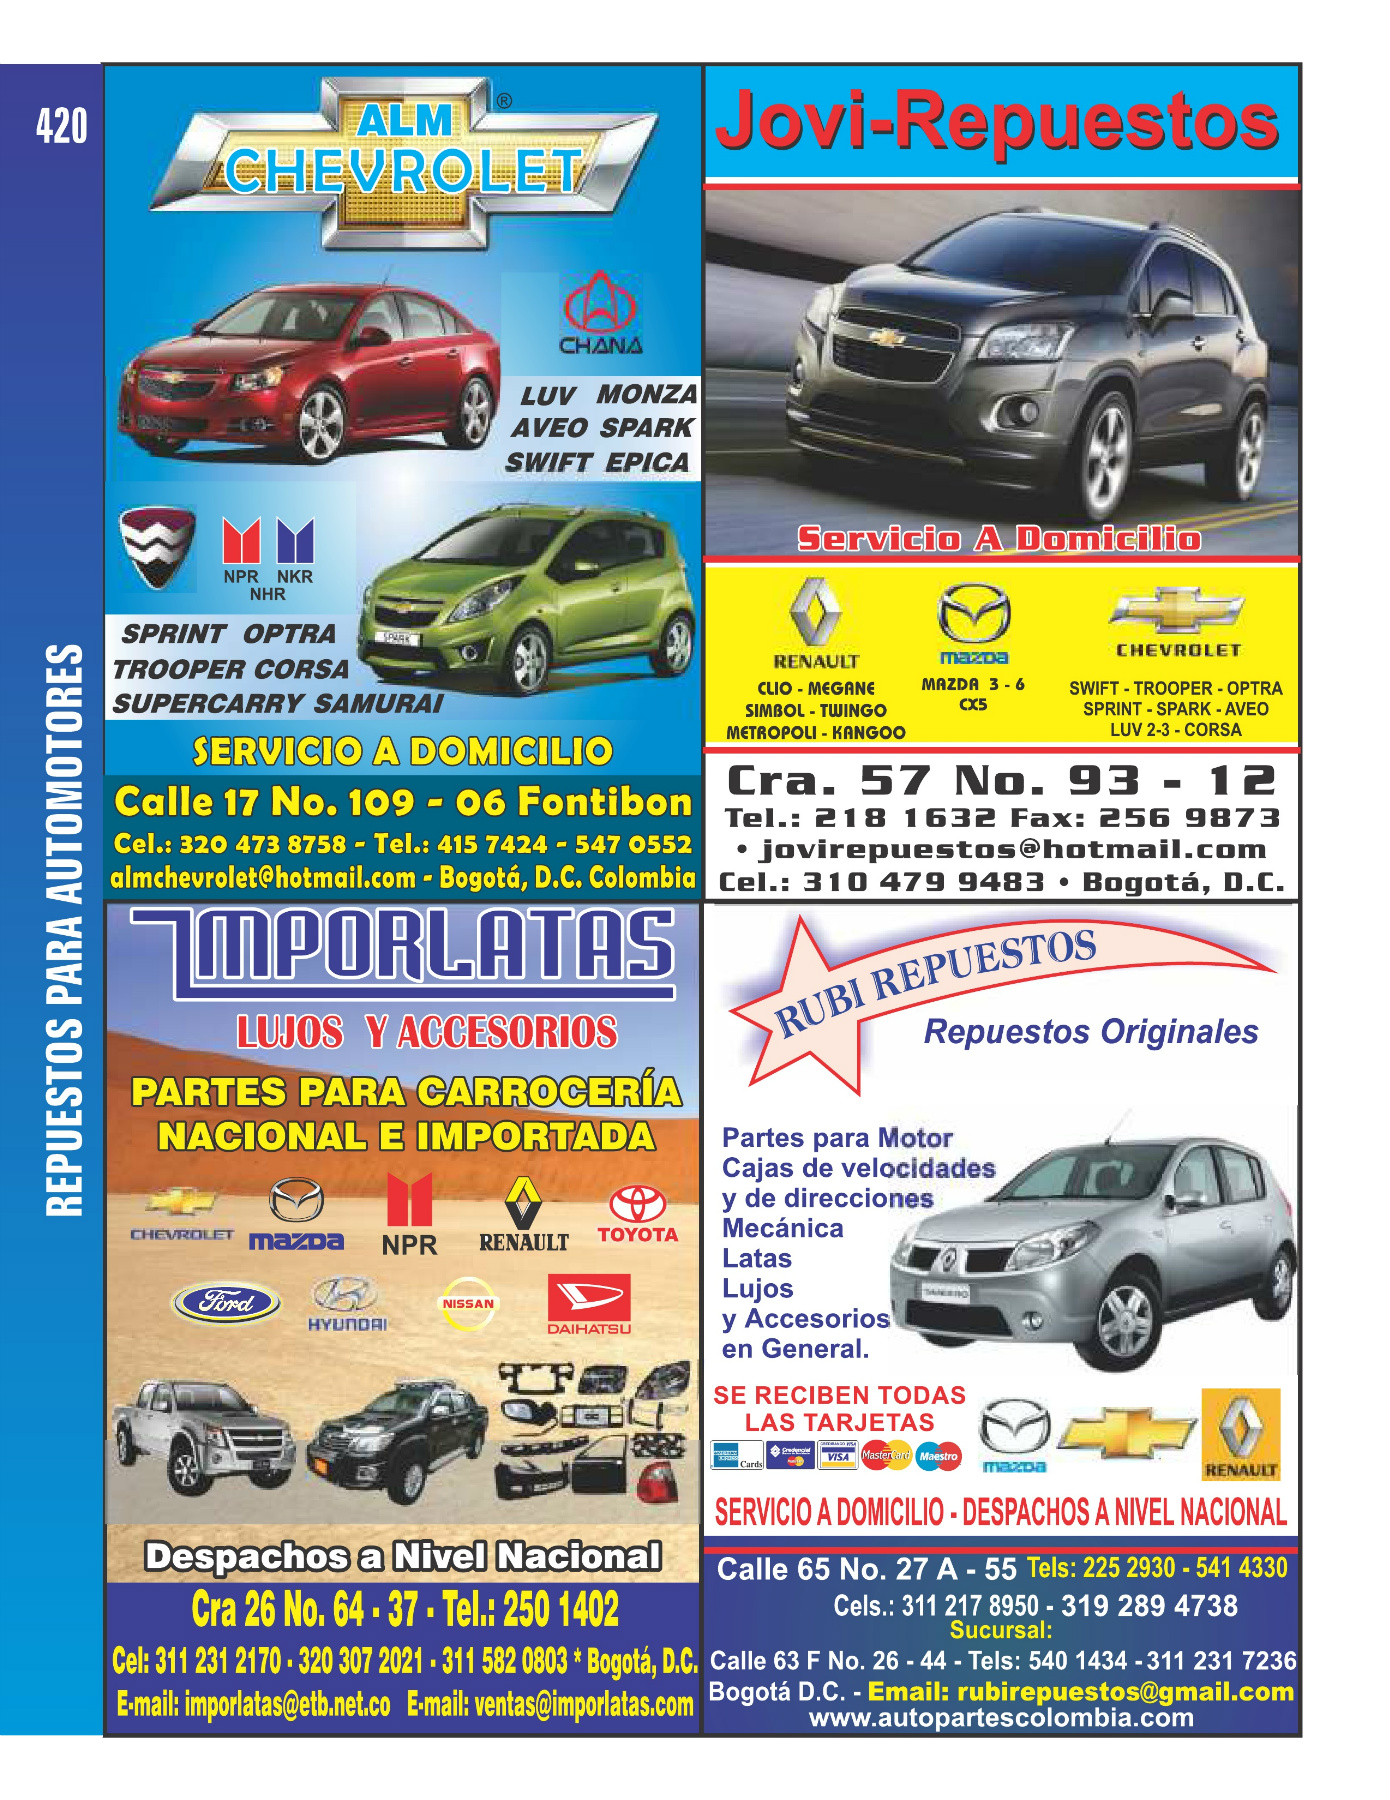 420
REPUESTOS PARA AUTOMOTORES
ALM ®
CHEVROLET
CHANA
LUV MONZA
AVEO SPARK
SWIFT EPICA
NPR NKR
NHR
SPARK
SPRINT OPTRA
TROOPER CORSA
SUPERCARRY SAMURAI
SERVICIO A DOMICILIO
Calle 17 No. 109 - 06 Fontibon
Cel.: 320 473 8758 - Tel.: 415 7424 - 547 0552
almchevrolet@hotmail.com - Bogotá, D.C. Colombia
Jovi-Repuestos
Servicio A Domicilio
RENAULT
CLIO - MEGANE
SIMBOL - TWINGO
METROPOLI - KANGOO
mazda
MAZDA 3 - 6
CX5
CHEVROLET
SWIFT - TROOPER - OPTRA
SPRINT - SPARK - AVEO
LUV 2-3 - CORSA
Cra. 57 No. 93 - 12
Tel.: 218 1632 Fax: 256 9873
• jovirepuestos@hotmail.com
Cel.: 310 479 9483 • Bogotá, D.C.
IMPORLATAS
LUJOS Y ACCESORIOS
PARTES PARA CARROCERÍA
NACIONAL E IMPORTADA
CHEVROLET mazda NPR RENAULT TOYOTA
Ford HYUNDAI NISSAN DAIHATSU
Despachos a Nivel Nacional
Cra 26 No. 64 - 37 - Tel.: 250 1402
Cel: 311 231 2170 - 320 307 2021 - 311 582 0803 * Bogotá, D.C.
E-mail: imporlatas@etb.net.co E-mail: ventas@imporlatas.com
RUBI REPUESTOS
Repuestos Originales
Partes para Motor
Cajas de velocidades
y de direcciones
Mecánica
Latas
Lujos
y Accesorios
en General.
SANDERO
SE RECIBEN TODAS
LAS TARJETAS
Cards Credencial VISA MasterCard Maestro
mazda RENAULT
SERVICIO A DOMICILIO - DESPACHOS A NIVEL NACIONAL
Calle 65 No. 27 A - 55 Tels: 225 2930 - 541 4330
Cels.: 311 217 8950 - 319 289 4738
Sucursal:
Calle 63 F No. 26 - 44 - Tels: 540 1434 - 311 231 7236
Bogotá D.C. - Email: rubirepuestos@gmail.com
www.autopartescolombia.com